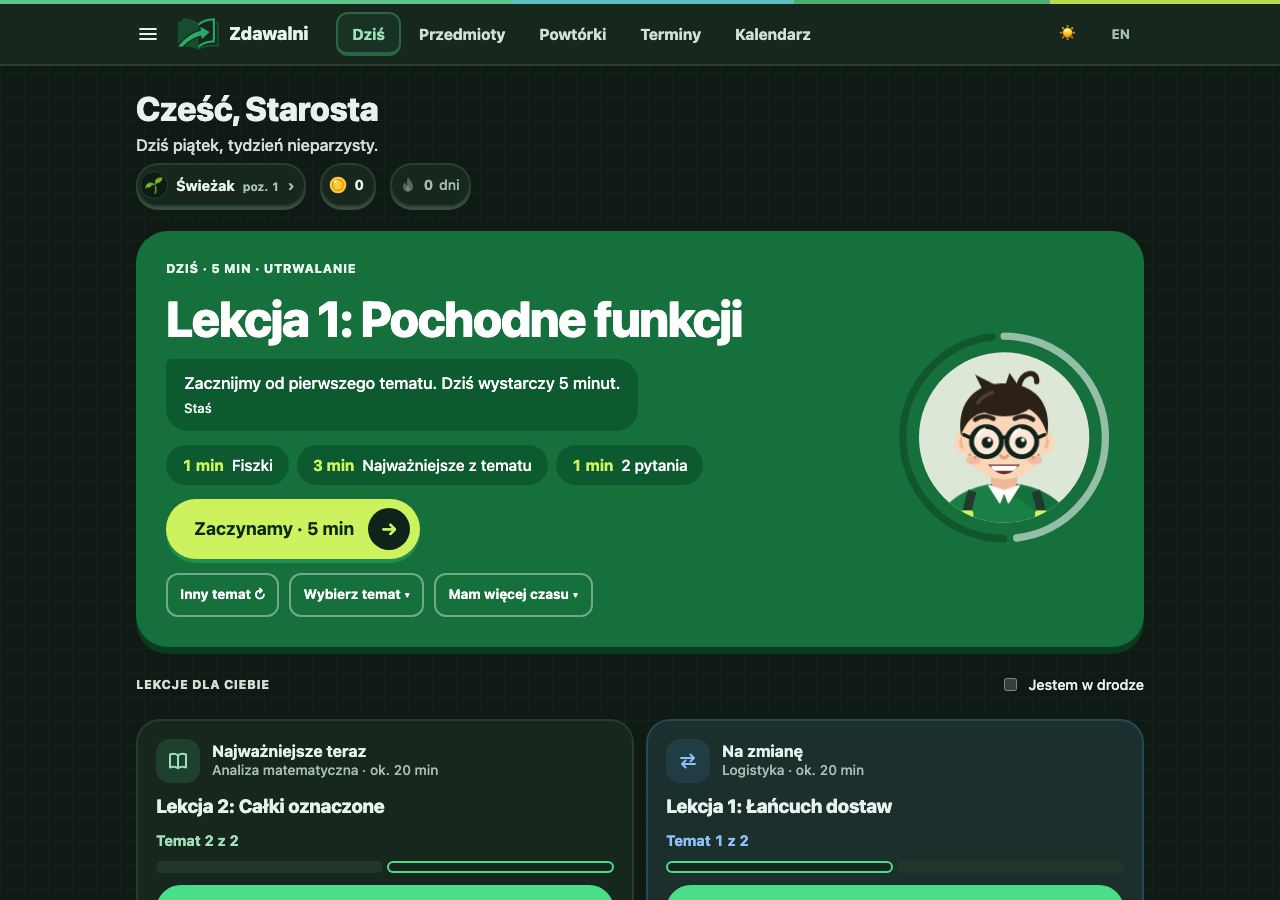 Zdawalni
Dziś
Przedmioty
Powtórki
Terminy
Kalendarz
EN
Cześć, Starosta
Dziś piątek, tydzień nieparzysty.
Świeżak poz. 1 ›
0
0 dni
DZIŚ · 5 MIN · UTRWALANIE
Lekcja 1: Pochodne funkcji
Zacznijmy od pierwszego tematu. Dziś wystarczy 5 minut.
Staś
1 min Fiszki
3 min Najważniejsze z tematu
1 min 2 pytania
Zaczynamy · 5 min →
Inny temat ↻
Wybierz temat ▾
Mam więcej czasu ▾
LEKCJE DLA CIEBIE
Jestem w drodze
Najważniejsze teraz
Analiza matematyczna · ok. 20 min
Lekcja 2: Całki oznaczone
Temat 2 z 2
Na zmianę
Logistyka · ok. 20 min
Lekcja 1: Łańcuch dostaw
Temat 1 z 2